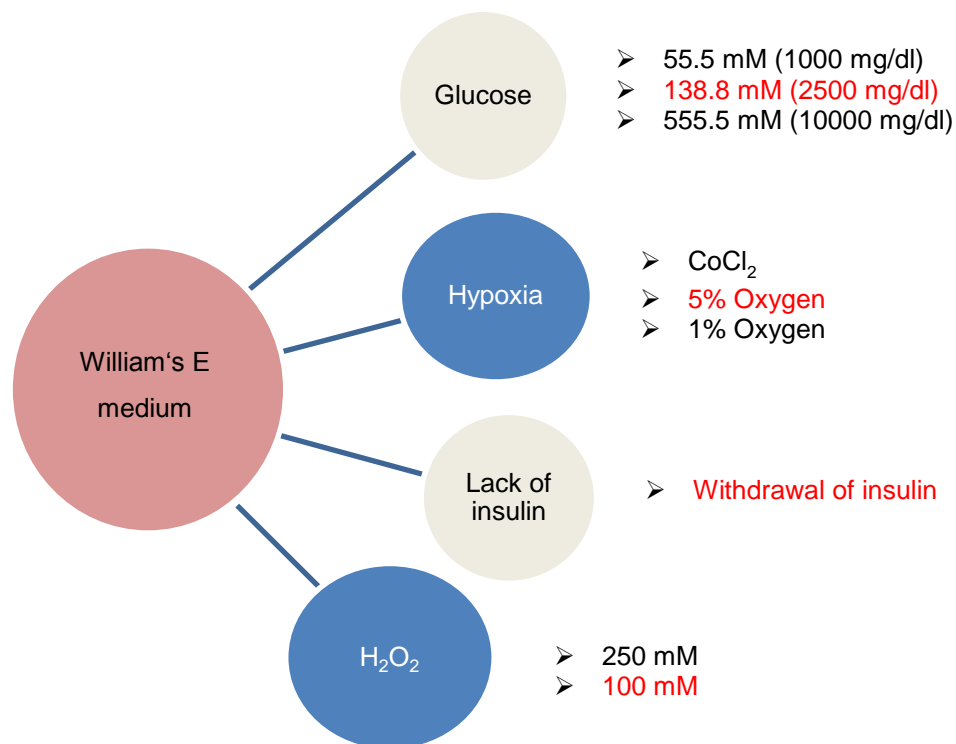 Glucose
➢ 55.5 mM (1000 mg/dl)
➢ 138.8 mM (2500 mg/dl)
➢ 555.5 mM (10000 mg/dl)
Hypoxia
➢ CoCl₂
➢ 5% Oxygen
➢ 1% Oxygen
William‘s E
medium
Lack of
insulin
➢ Withdrawal of insulin
H₂O₂
➢ 250 mM
➢ 100 mM